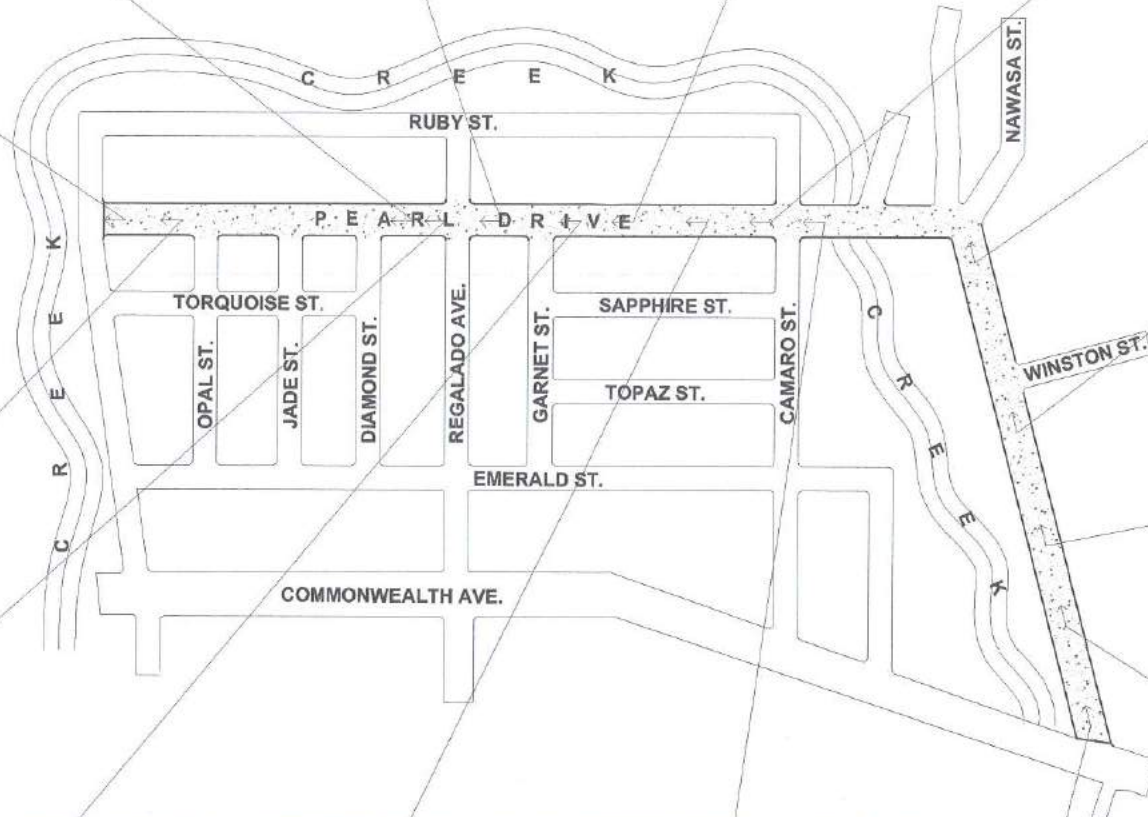 CREEK
NAWASA ST.
RUBY ST.
PEARL DRIVE
CREEK
TORQUOISE ST.
SAPPHIRE ST.
OPAL ST.
JADE ST.
DIAMOND ST.
REGALADO AVE.
GARNET ST.
CAMARO ST.
CREEK
WINSTON ST.
TOPAZ ST.
EMERALD ST.
COMMONWEALTH AVE.